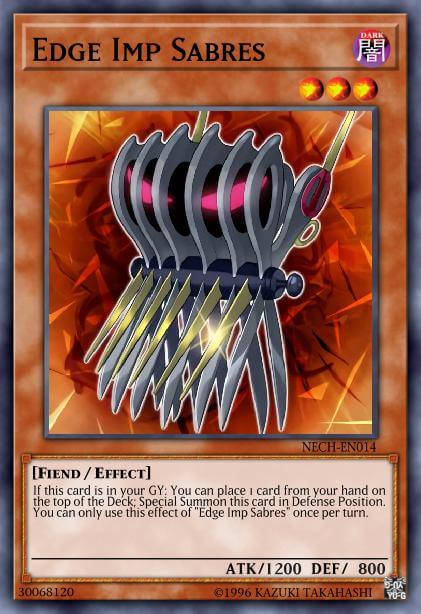 EDGE IMP SABRES
DARK
闇
NECH-EN014
[FIEND / EFFECT]
If this card is in your GY: You can place 1 card from your hand on
the top of the Deck; Special Summon this card in Defense Position.
You can only use this effect of "Edge Imp Sabres" once per turn.
ATK/1200 DEF/ 800
30068120
©1996 KAZUKI TAKAHASHI